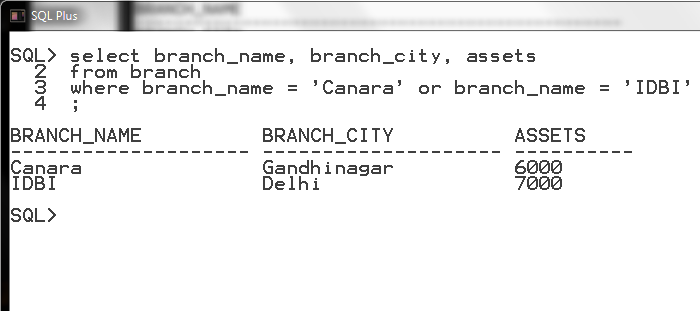 SQL Plus
SQL> select branch_name, branch_city, assets
2 from branch
3 where branch_name = 'Canara' or branch_name = 'IDBI'
4 ;
BRANCH_NAME BRANCH_CITY ASSETS
-------------------- -------------------- ----------
Canara Gandhinagar 6000
IDBI Delhi 7000
SQL>